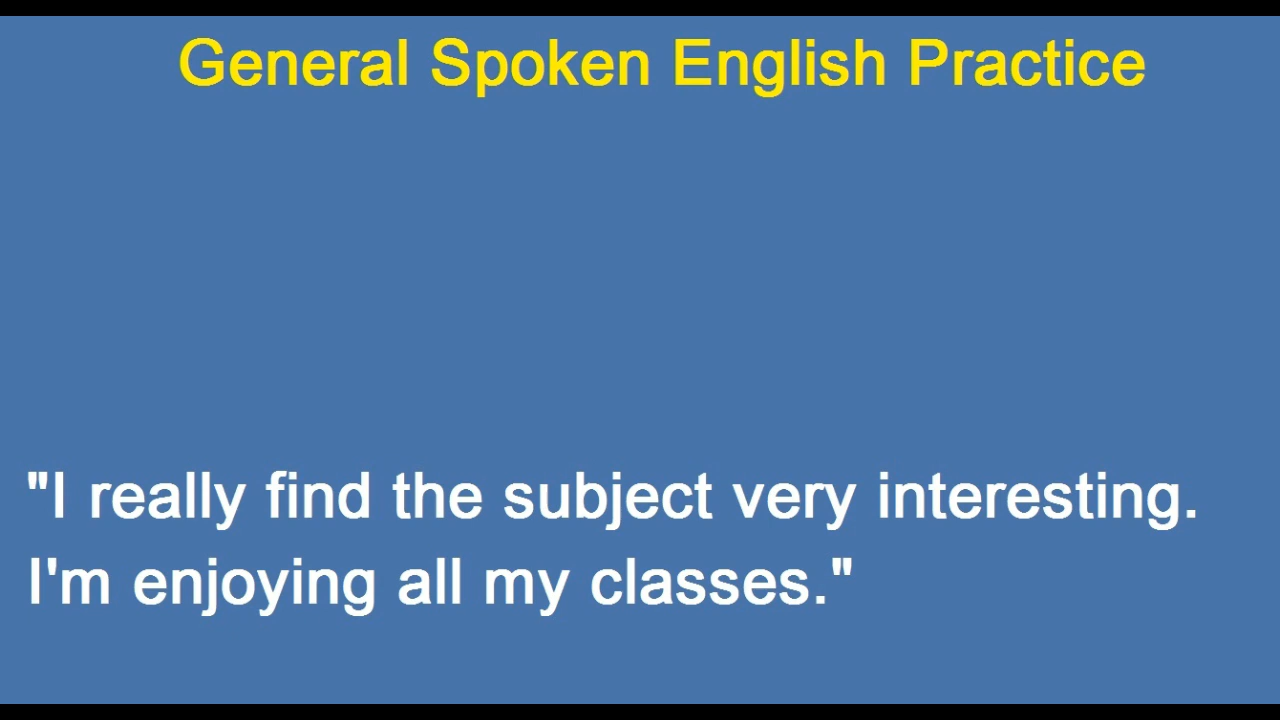 General Spoken English Practice
"I really find the subject very interesting.
I'm enjoying all my classes."